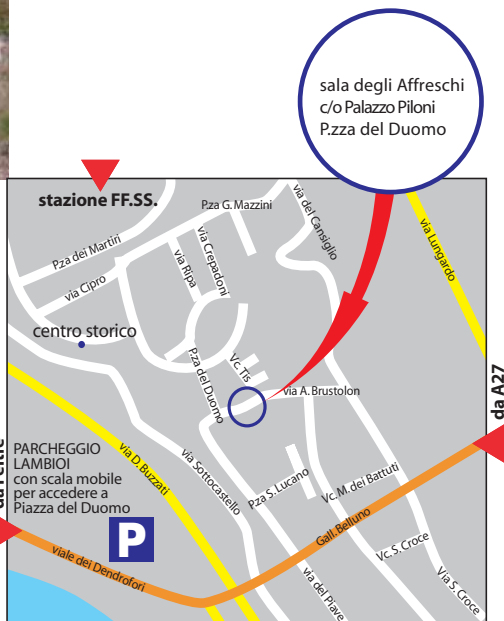 sala degli Affreschi
c/o Palazzo Piloni
P.zza del Duomo
stazione FF.SS.
P.za G. Mazzini
via del Cansiglio
P.za dei Martiri
via Crepadoni
via Ripa
via Lungardo
via Cipro
centro storico
P.za del Duomo
Vc. Tis
via A. Brustolon
da A27
da Feltre
PARCHEGGIO
LAMBIOI
con scala mobile
per accedere a
Piazza del Duomo
P
via D. Buzzati
via Sottocastello
P.za S. Lucano
Vc. M. dei Battuti
Gall. Belluno
Vc. S. Croce
viale dei Dendrofori
via del Piave
Via S. Croce